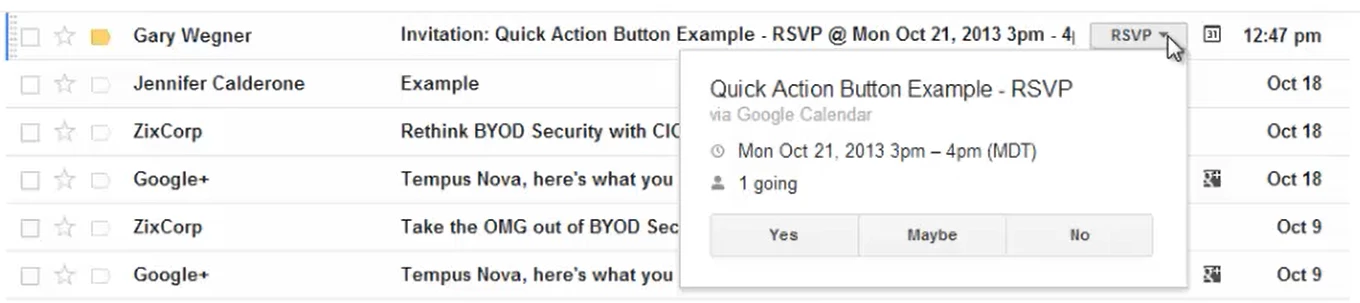 Gary Wegner Invitation: Quick Action Button Example - RSVP @ Mon Oct 21, 2013 3pm - 4p RSVP 31 12:47 pm
Jennifer Calderone Example Oct 18
ZixCorp Rethink BYOD Security with CIO Oct 18
Google+ Tempus Nova, here's what you Oct 18
ZixCorp Take the OMG out of BYOD Sec Oct 9
Google+ Tempus Nova, here's what you Oct 9
Quick Action Button Example - RSVP
via Google Calendar
Mon Oct 21, 2013 3pm – 4pm (MDT)
1 going
Yes Maybe No